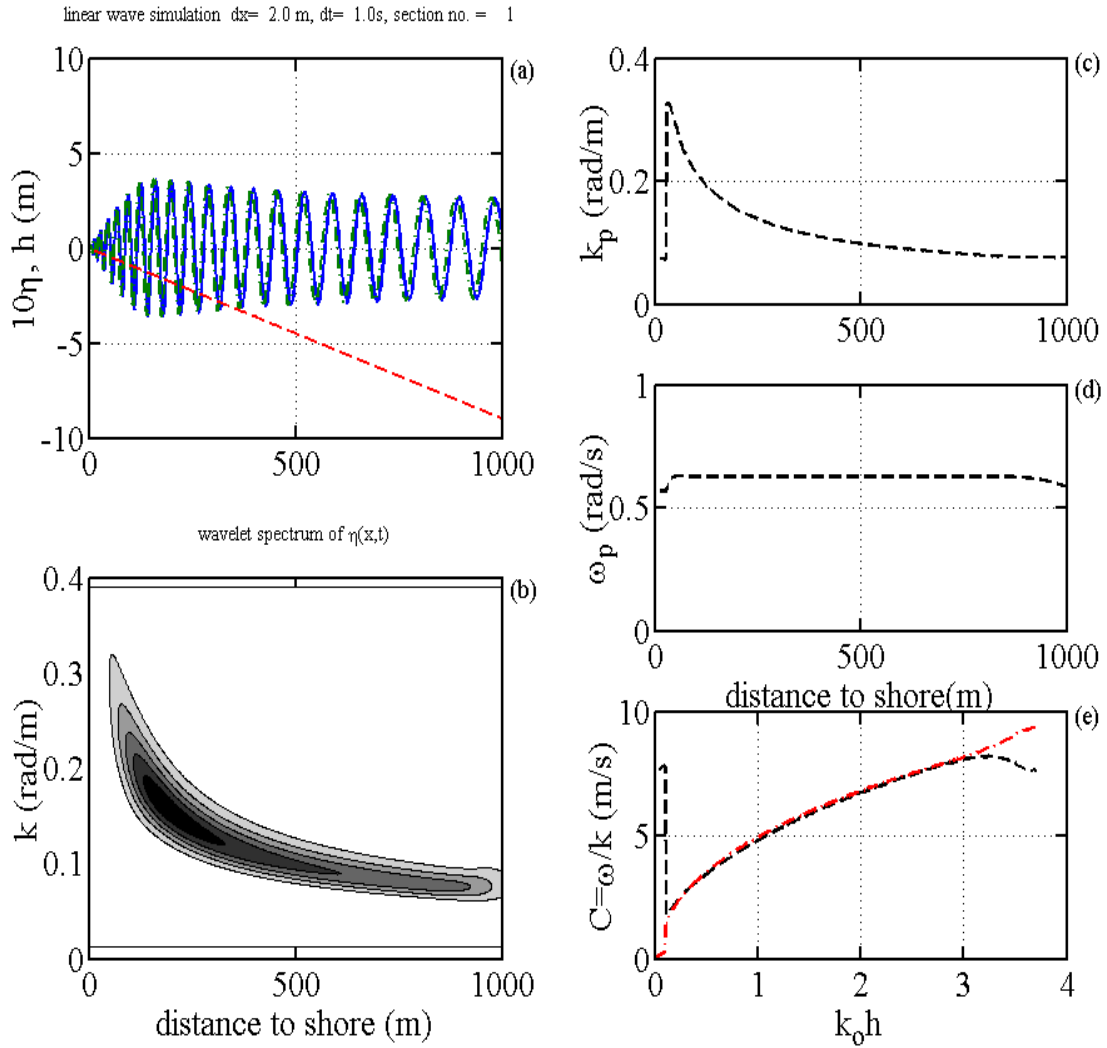 linear wave simulation dx= 2.0 m, dt= 1.0s, section no. = 1
(a)
10η, h (m)
10
5
0
-5
-10
0
500
1000
wavelet spectrum of η(x,t)
(b)
k (rad/m)
0.4
0.3
0.2
0.1
0
0
500
1000
distance to shore (m)
(c)
k_p (rad/m)
0.4
0.2
0
0
500
1000
(d)
ω_p (rad/s)
1
0.5
0
0
500
1000
distance to shore(m)
(e)
C=ω/k (m/s)
10
5
0
0
1
2
3
4
k_oh